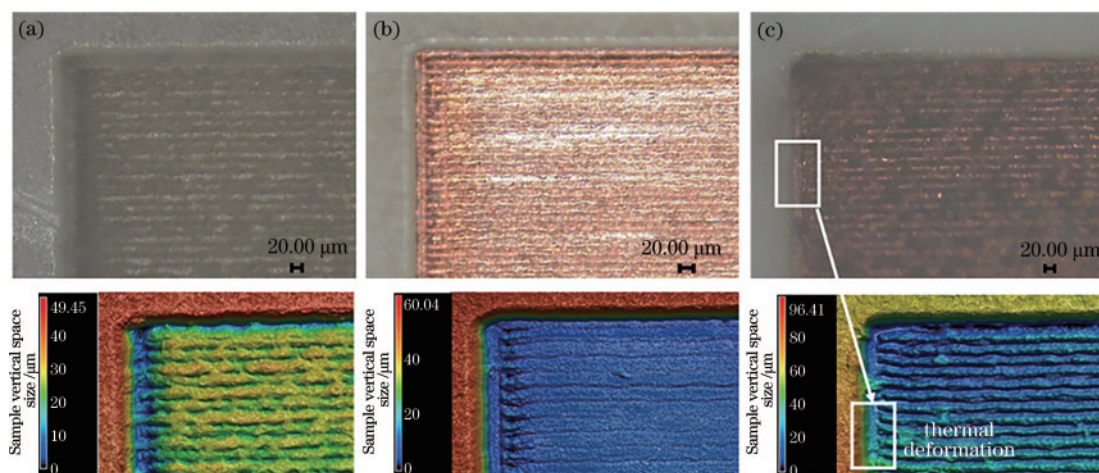 (a)
(b)
(c)
20.00 μm
20.00 μm
20.00 μm
Sample vertical space
size /μm
49.45
40
30
20
10
0
Sample vertical space
size /μm
60.04
40
20
0
Sample vertical space
size /μm
96.41
80
60
40
20
0
thermal
deformation